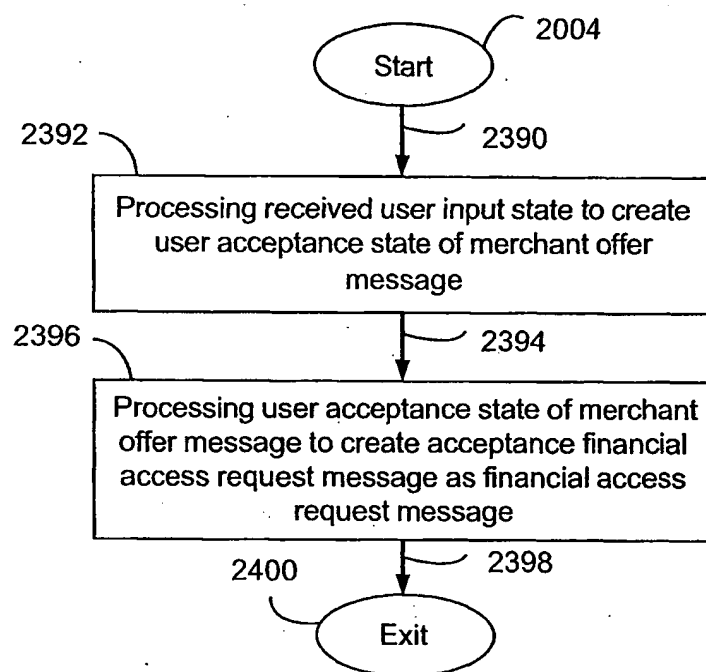 2004
Start
2390
2392
Processing received user input state to create
user acceptance state of merchant offer
message
2394
2396
Processing user acceptance state of merchant
offer message to create acceptance financial
access request message as financial access
request message
2398
2400
Exit